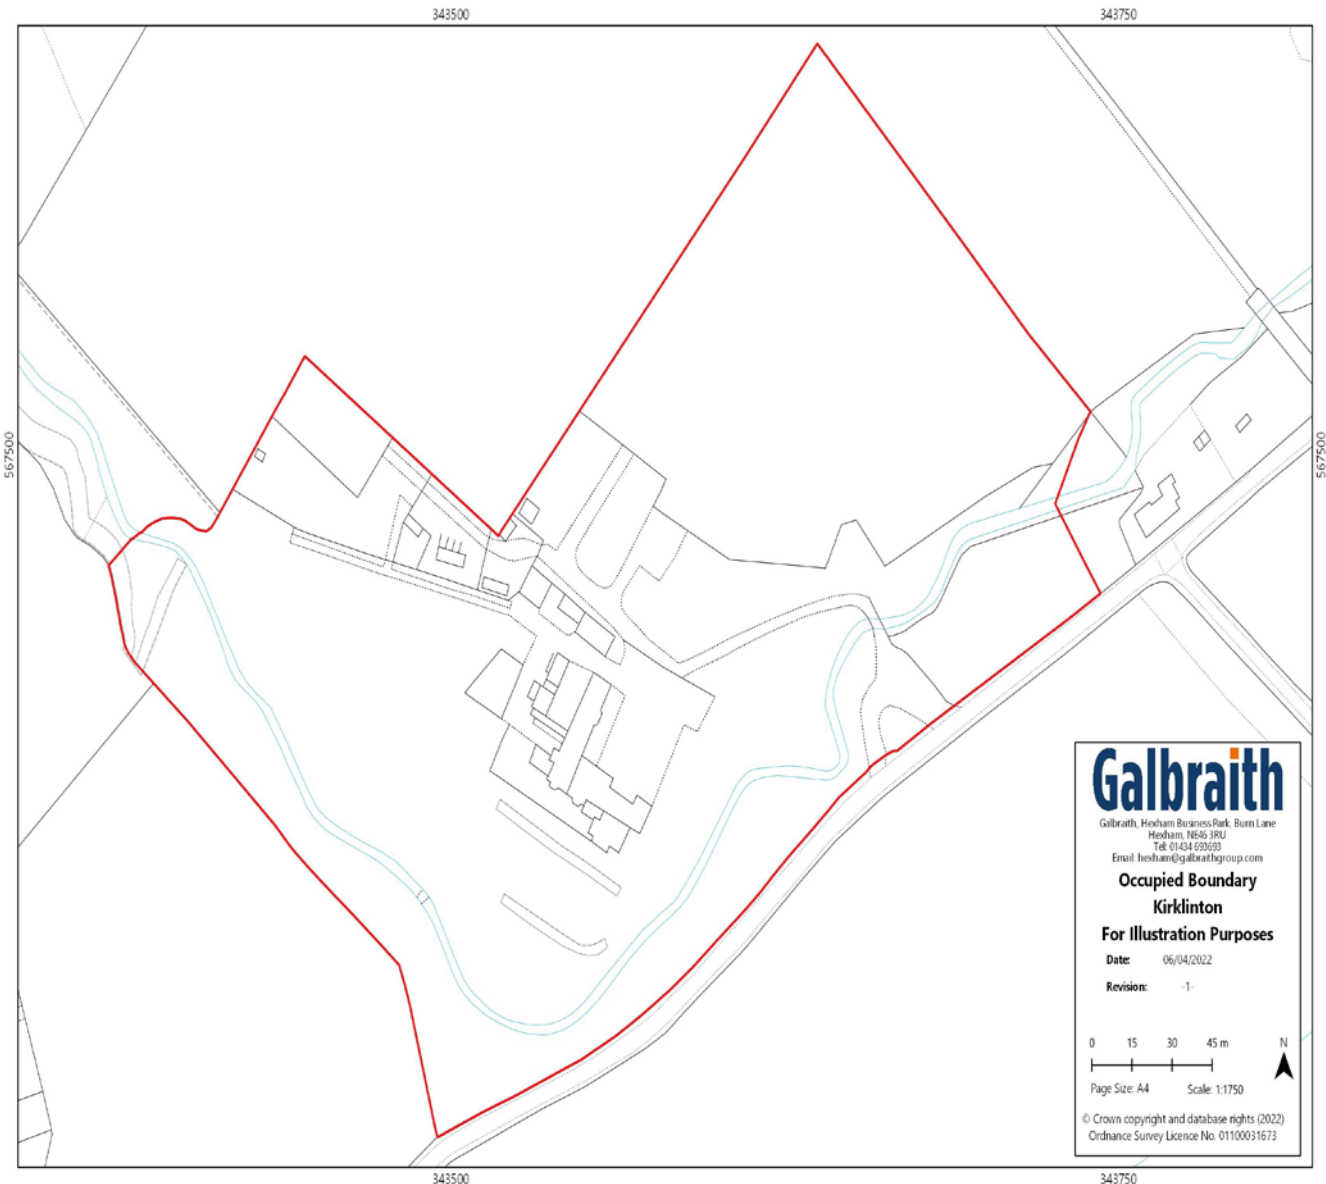 343500
343750
567500
567500
Galbraith
Galbraith, Hexham Business Park, Burn Lane
Hexham, NE46 3RU
Tel: 01434 693693
Email: hexham@galbraithgroup.com
Occupied Boundary
Kirklinton
For Illustration Purposes
Date: 06/04/2022
Revision: -1-
0 15 30 45 m
N
Page Size: A4 Scale: 1:1750
© Crown copyright and database rights (2022)
Ordnance Survey Licence No. 01100031673
343500
343750